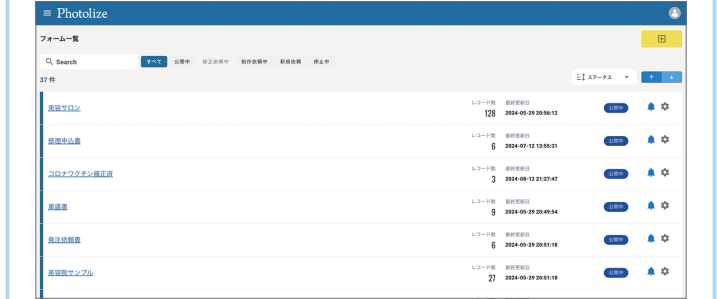 Photolize
フォーム一覧
Search すべて 公開中 修正依頼中 制作依頼中 新規依頼 停止中
37 件 ステータス
美容サロン レコード数 128 最終更新日 2024-05-29 20:56:12 公開中
修理申込書 レコード数 6 最終更新日 2024-07-12 13:55:31 公開中
コロナワクチン補正済 レコード数 3 最終更新日 2024-08-12 21:27:47 公開中
稟議書 レコード数 9 最終更新日 2024-05-29 20:49:54 公開中
発注依頼書 レコード数 6 最終更新日 2024-05-29 20:51:18 公開中
美容院サンプル レコード数 27 最終更新日 2024-05-29 20:51:18 公開中